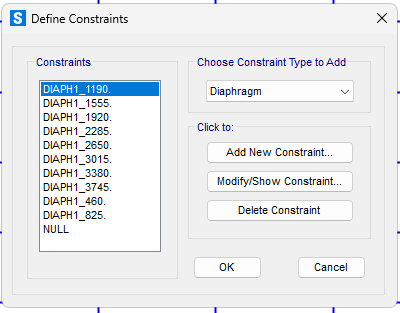 Define Constraints
Constraints
DIAPH1_1190.
DIAPH1_1555.
DIAPH1_1920.
DIAPH1_2285.
DIAPH1_2650.
DIAPH1_3015.
DIAPH1_3380.
DIAPH1_3745.
DIAPH1_460.
DIAPH1_825.
NULL
Choose Constraint Type to Add
Diaphragm
Click to:
Add New Constraint...
Modify/Show Constraint...
Delete Constraint
OK
Cancel